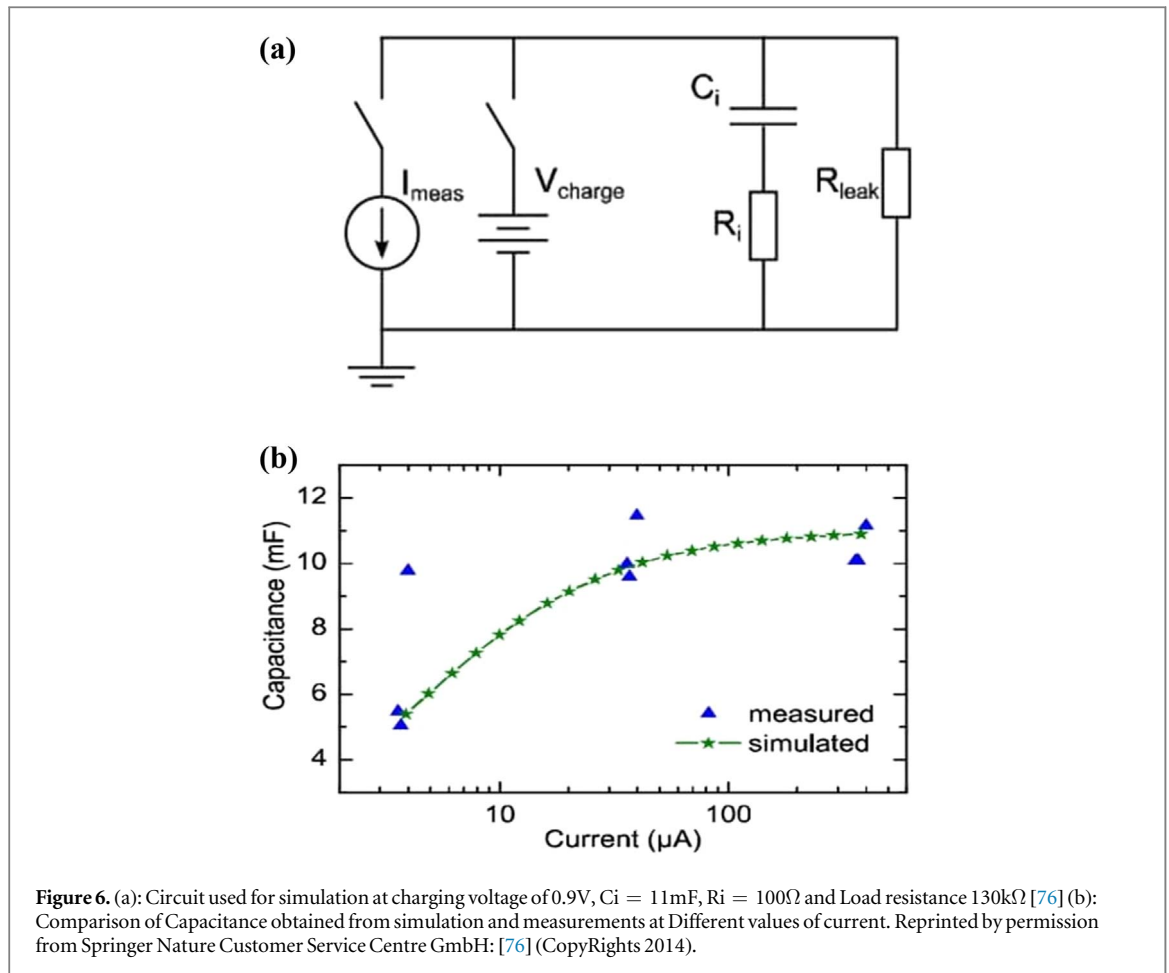 (a)
C_i
I_meas
V_charge
R_i
R_leak
(b)
12
10
8
6
4
Capacitance (mF)
measured
simulated
10
100
Current (µA)
Figure 6. (a): Circuit used for simulation at charging voltage of 0.9V, Ci = 11mF, Ri = 100Ω and Load resistance 130kΩ [76] (b):
Comparison of Capacitance obtained from simulation and measurements at Different values of current. Reprinted by permission
from Springer Nature Customer Service Centre GmbH: [76] (CopyRights 2014).